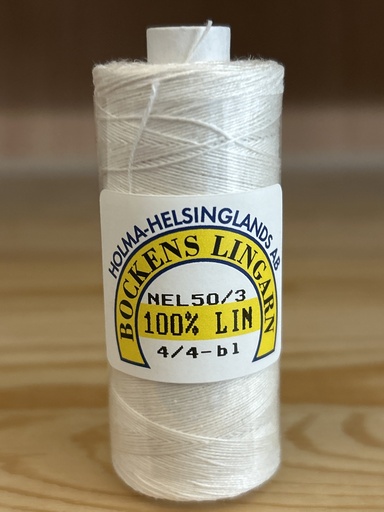 HOLMA-HELSINGLANDS AB
BOCKENS LINGARN
NEL50/3
100% LIN
4/4-bl